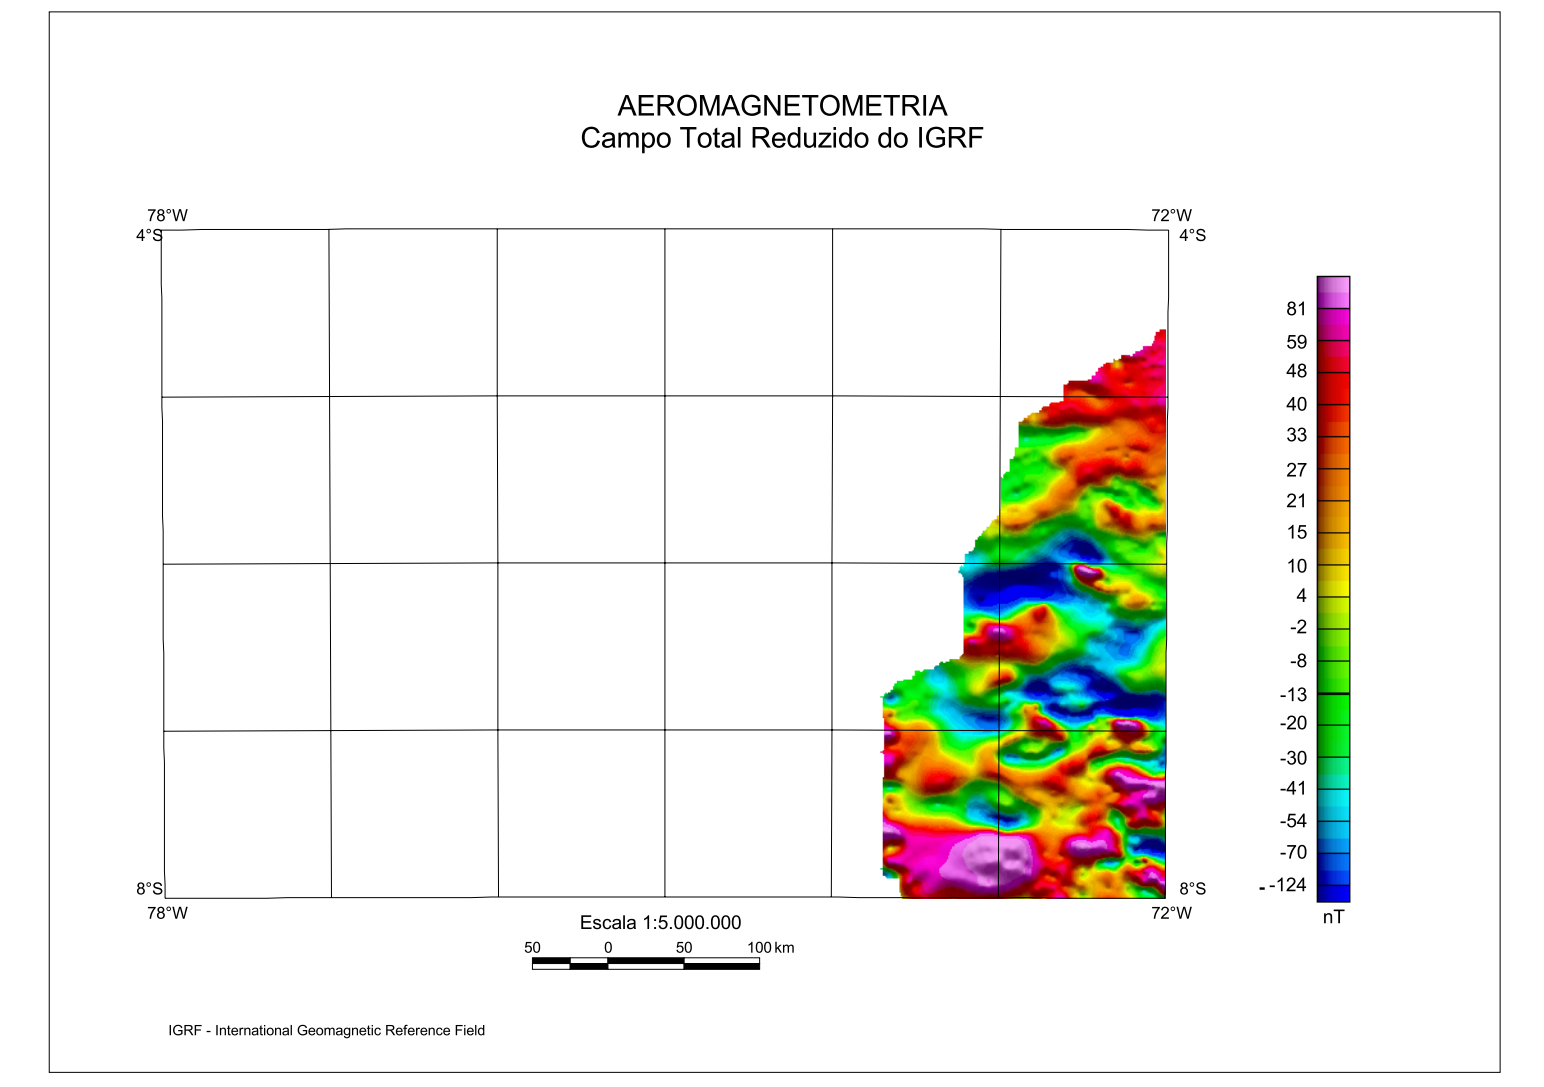 AEROMAGNETOMETRIA
Campo Total Reduzido do IGRF
78°W
72°W
4°S
4°S
81
59
48
40
33
27
21
15
10
4
-2
-8
-13
-20
-30
-41
-54
-70
- -124
nT
8°S
8°S
78°W
72°W
Escala 1:5.000.000
50 0 50 100 km
IGRF - International Geomagnetic Reference Field